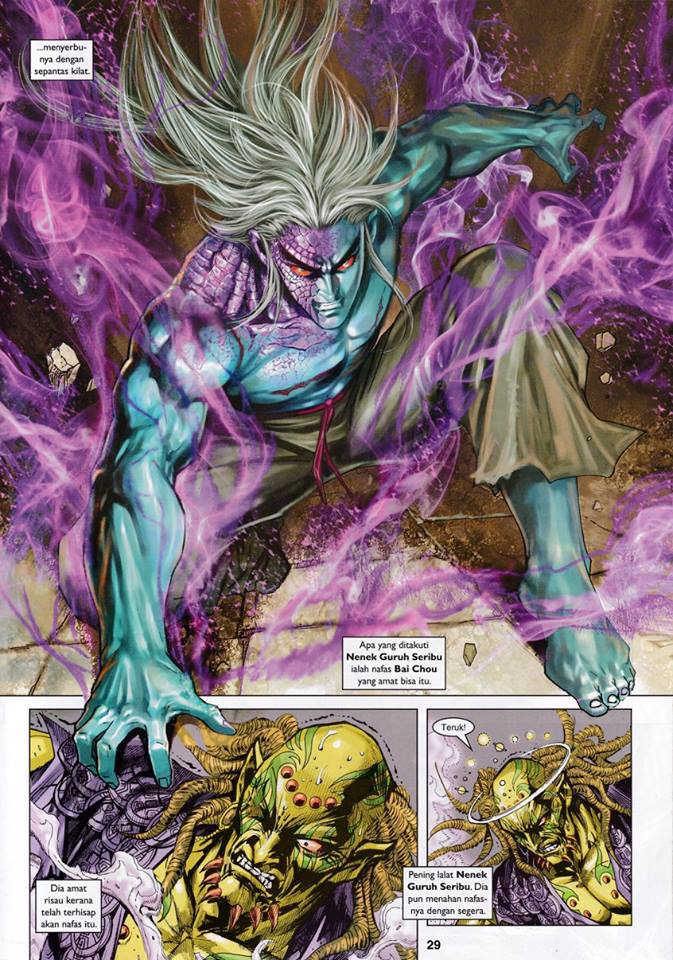 ...menyerbu-
nya dengan
sepantas kilat.
Apa yang ditakuti
Nenek Guruh Seribu
ialah nafas Bai Chou
yang amat bisa itu.
Dia amat
risau kerana
telah terhisap
akan nafas itu.
Teruk!
Pening lalat Nenek
Guruh Seribu. Dia
pun menahan nafas-
nya dengan segera.
29